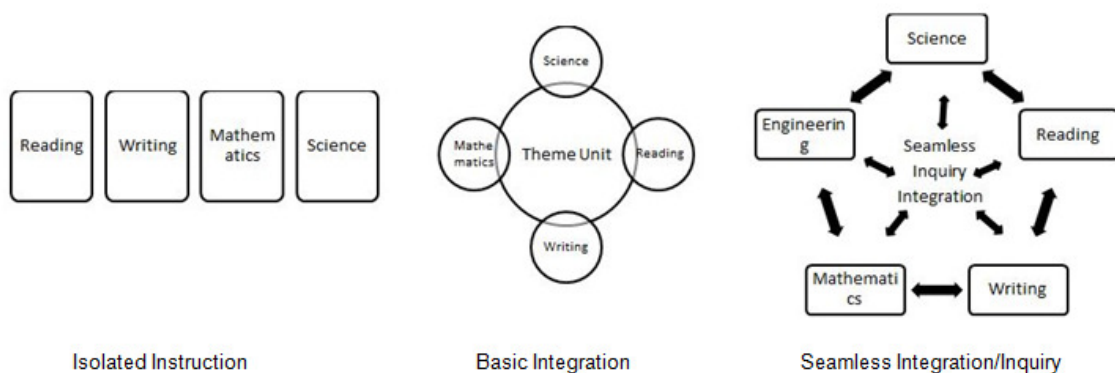 Reading
Writing
Mathem
atics
Science
Isolated Instruction
Science
Mathe
matics
Theme Unit
Reading
Writing
Basic Integration
Science
Engineerin
g
Reading
Seamless
Inquiry
Integration
Mathemati
cs
Writing
Seamless Integration/Inquiry